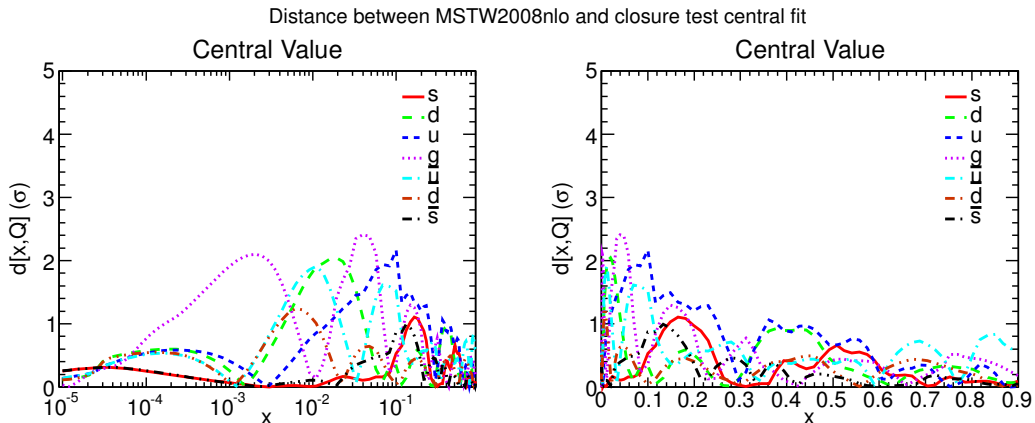 Distance between MSTW2008nlo and closure test central fit
Central Value
d[x,Q] (σ)
5
4
3
2
1
0
s
d
u
g
u̅
d̅
s̅
10⁻⁵ 10⁻⁴ 10⁻³ 10⁻² 10⁻¹
x
Central Value
d[x,Q] (σ)
5
4
3
2
1
0
s
d
u
g
u̅
d̅
s̅
0 0.1 0.2 0.3 0.4 0.5 0.6 0.7 0.8 0.9
x